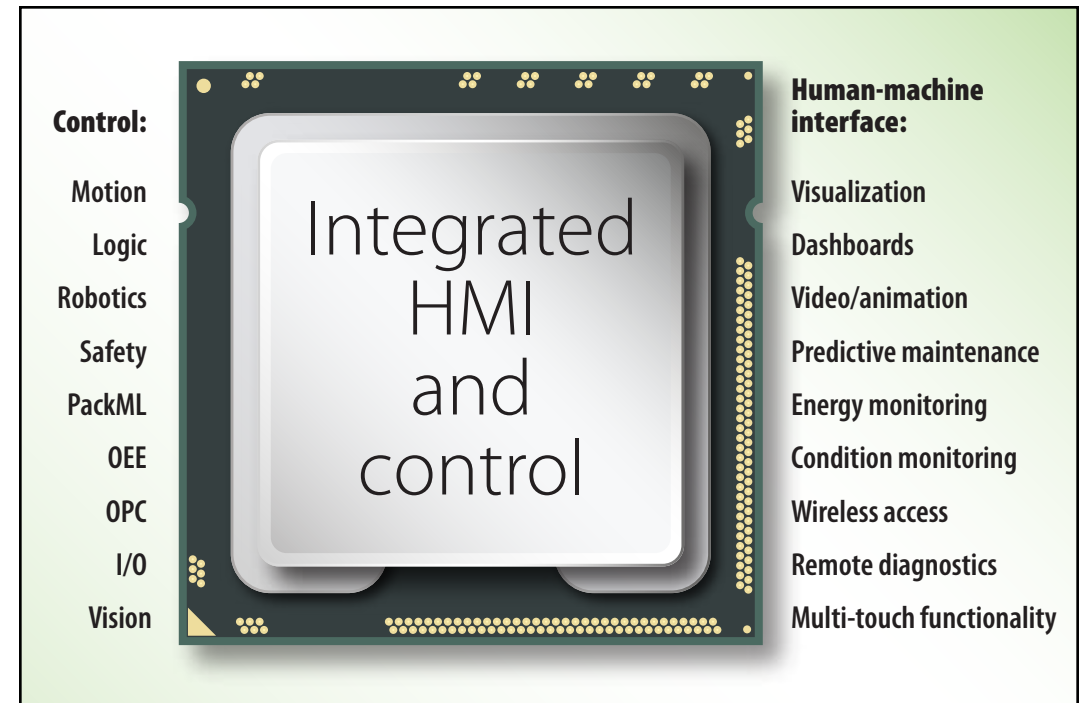 Control:
Motion
Logic
Robotics
Safety
PackML
OEE
OPC
I/O
Vision
Integrated
HMI
and
control
Human-machine
interface:
Visualization
Dashboards
Video/animation
Predictive maintenance
Energy monitoring
Condition monitoring
Wireless access
Remote diagnostics
Multi-touch functionality